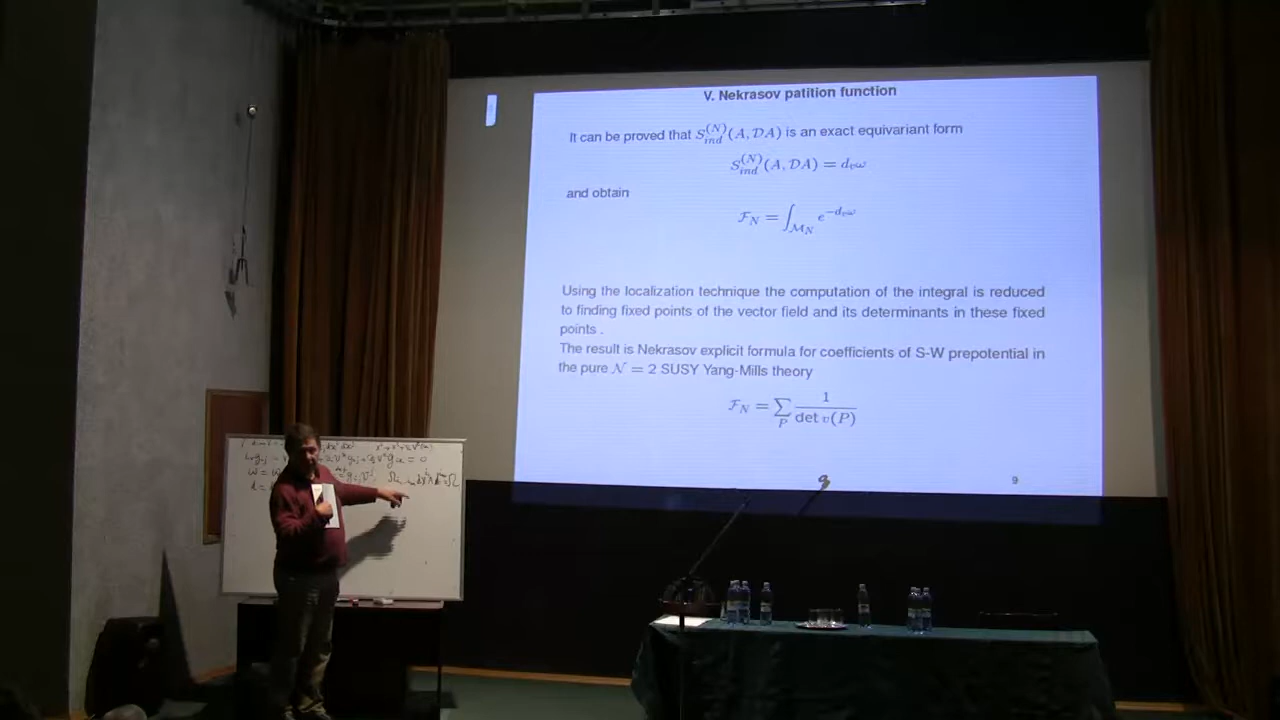 V. Nekrasov patition function
It can be proved that $S_{ind}^{(N)}(A, \mathcal{D}A)$ is an exact equivariant form
$S_{ind}^{(N)}(A, \mathcal{D}A) = d_v\omega$
and obtain
$\mathcal{F}_N = \int_{\mathcal{M}_N} e^{-d_v\omega}$
Using the localization technique the computation of the integral is reduced
to finding fixed points of the vector field and its determinants in these fixed
points .
The result is Nekrasov explicit formula for coefficients of S-W prepotential in
the pure $\mathcal{N} = 2$ SUSY Yang-Mills theory
$\mathcal{F}_N = \sum_P \frac{1}{\det v(P)}$
9